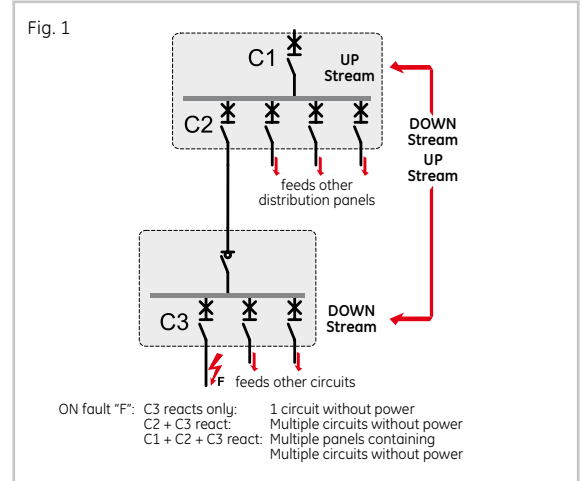 Fig. 1
C1
UP
Stream
C2
DOWN
Stream
UP
Stream
feeds other
distribution panels
C3
DOWN
Stream
F
feeds other circuits
ON fault "F": C3 reacts only: 1 circuit without power
C2 + C3 react: Multiple circuits without power
C1 + C2 + C3 react: Multiple panels containing
Multiple circuits without power